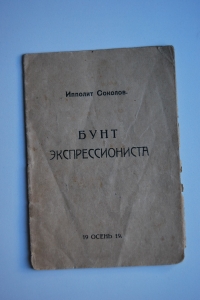 Ипполит Соколов.
БУНТ
ЭКСПРЕССИОНИСТА
19 ОСЕНЬ 19